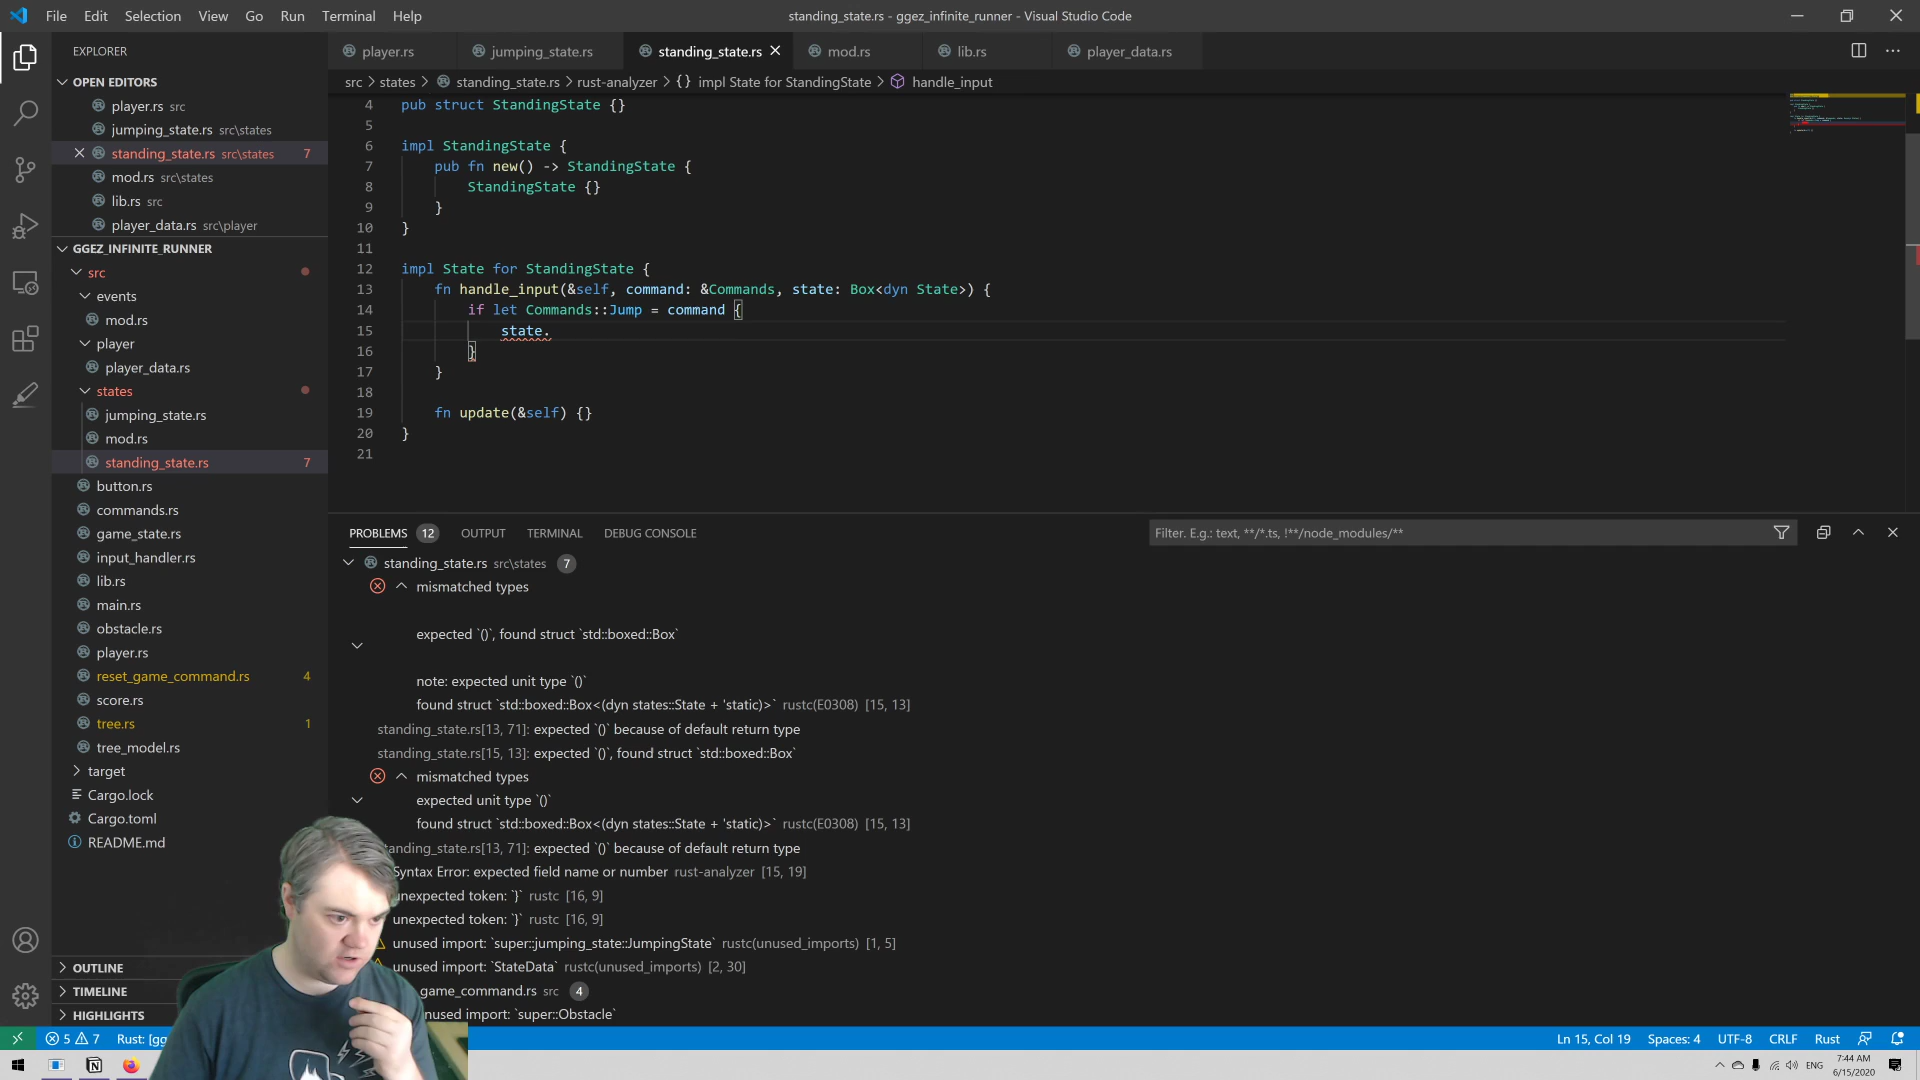 File Edit Selection View Go Run Terminal Help
standing_state.rs - ggez_infinite_runner - Visual Studio Code
EXPLORER
OPEN EDITORS
player.rs src
jumping_state.rs src\states
standing_state.rs src\states 7
mod.rs src\states
lib.rs src
player_data.rs src\player
GGEZ_INFINITE_RUNNER
src
events
mod.rs
player
player_data.rs
states
jumping_state.rs
mod.rs
standing_state.rs 7
button.rs
commands.rs
game_state.rs
input_handler.rs
lib.rs
main.rs
obstacle.rs
player.rs
reset_game_command.rs 4
score.rs
tree.rs 1
tree_model.rs
target
Cargo.lock
Cargo.toml
README.md
OUTLINE
TIMELINE
HIGHLIGHTS
player.rs jumping_state.rs standing_state.rs mod.rs lib.rs player_data.rs
src > states > standing_state.rs > rust-analyzer > {} impl State for StandingState > handle_input
4 pub struct StandingState {}
5
6 impl StandingState {
7 pub fn new() -> StandingState {
8 StandingState {}
9 }
10 }
11
12 impl State for StandingState {
13 fn handle_input(&self, command: &Commands, state: Box<dyn State>) {
14 if let Commands::Jump = command {
15 state.
16 }
17 }
18
19 fn update(&self) {}
20 }
21
PROBLEMS 12 OUTPUT TERMINAL DEBUG CONSOLE
Filter. E.g.: text, **/*.ts, !**/node_modules/**
standing_state.rs src\states 7
mismatched types
expected `()`, found struct `std::boxed::Box`
note: expected unit type `()`
found struct `std::boxed::Box<(dyn states::State + 'static)>` rustc(E0308) [15, 13]
standing_state.rs[13, 71]: expected `()` because of default return type
standing_state.rs[15, 13]: expected `()`, found struct `std::boxed::Box`
mismatched types
expected unit type `()`
found struct `std::boxed::Box<(dyn states::State + 'static)>` rustc(E0308) [15, 13]
standing_state.rs[13, 71]: expected `()` because of default return type
Syntax Error: expected field name or number rust-analyzer [15, 19]
unexpected token: `}` rustc [16, 9]
unexpected token: `}` rustc [16, 9]
unused import: `super::jumping_state::JumpingState` rustc(unused_imports) [1, 5]
unused import: `StateData` rustc(unused_imports) [2, 30]
game_command.rs src 4
unused import: `super::Obstacle`
5 7 Rust: [gg
Ln 15, Col 19 Spaces: 4 UTF-8 CRLF Rust
ENG
7:44 AM
6/15/2020